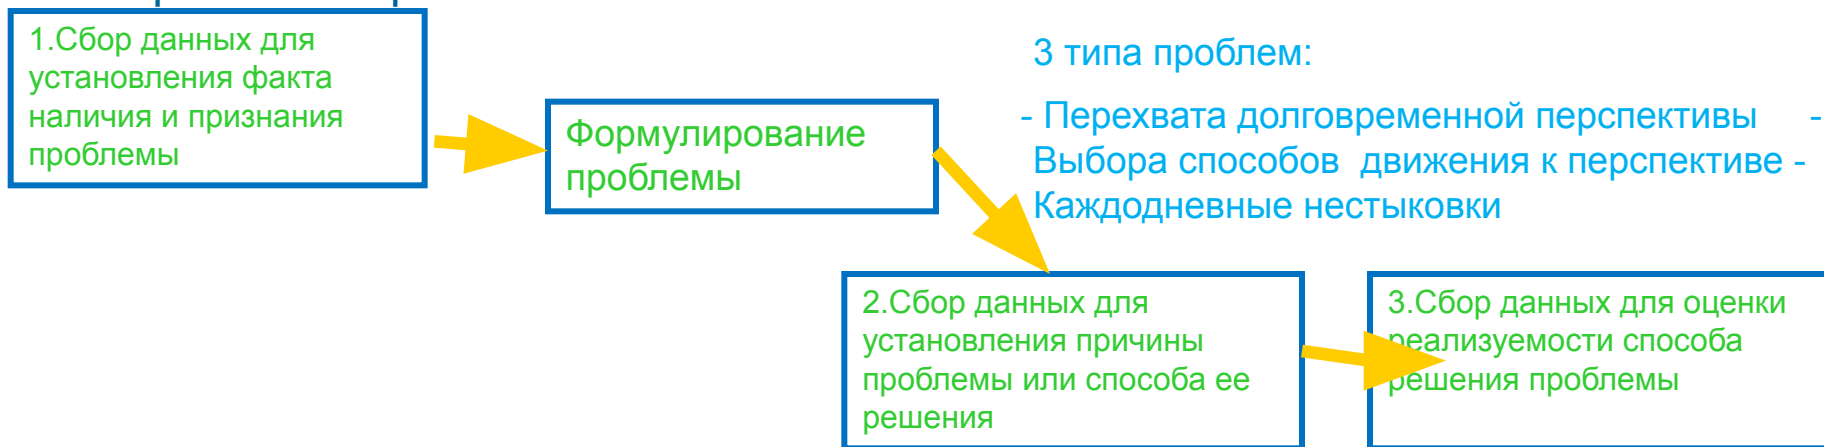 1.Сбор данных для
установления факта
наличия и признания
проблемы
Формулирование
проблемы
3 типа проблем:
- Перехвата долговременной перспективы -
Выбора способов движения к перспективе -
Каждодневные нестыковки
2.Сбор данных для
установления причины
проблемы или способа ее
решения
3.Сбор данных для оценки
реализуемости способа
решения проблемы